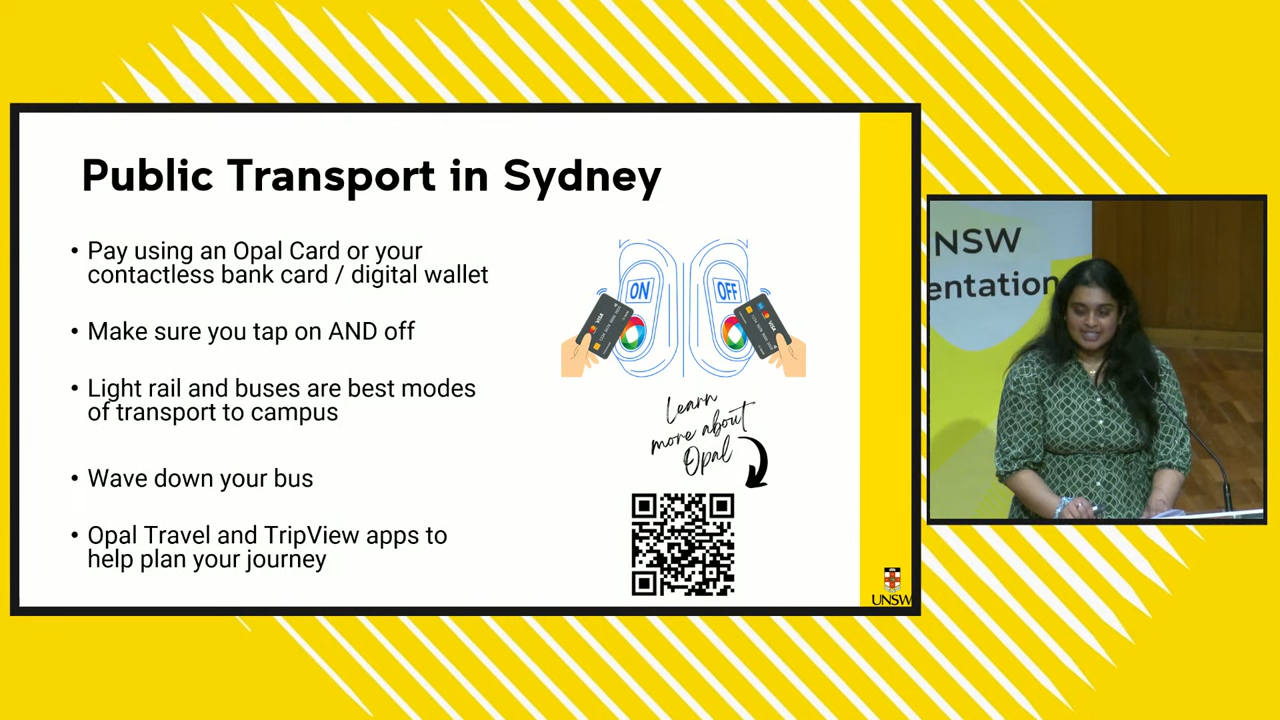 Public Transport in Sydney
• Pay using an Opal Card or your
contactless bank card / digital wallet
• Make sure you tap on AND off
• Light rail and buses are best modes
of transport to campus
• Wave down your bus
• Opal Travel and TripView apps to
help plan your journey
ON
OFF
VISA
VISA
Learn
more about
Opal
UNSW
NSW
entation